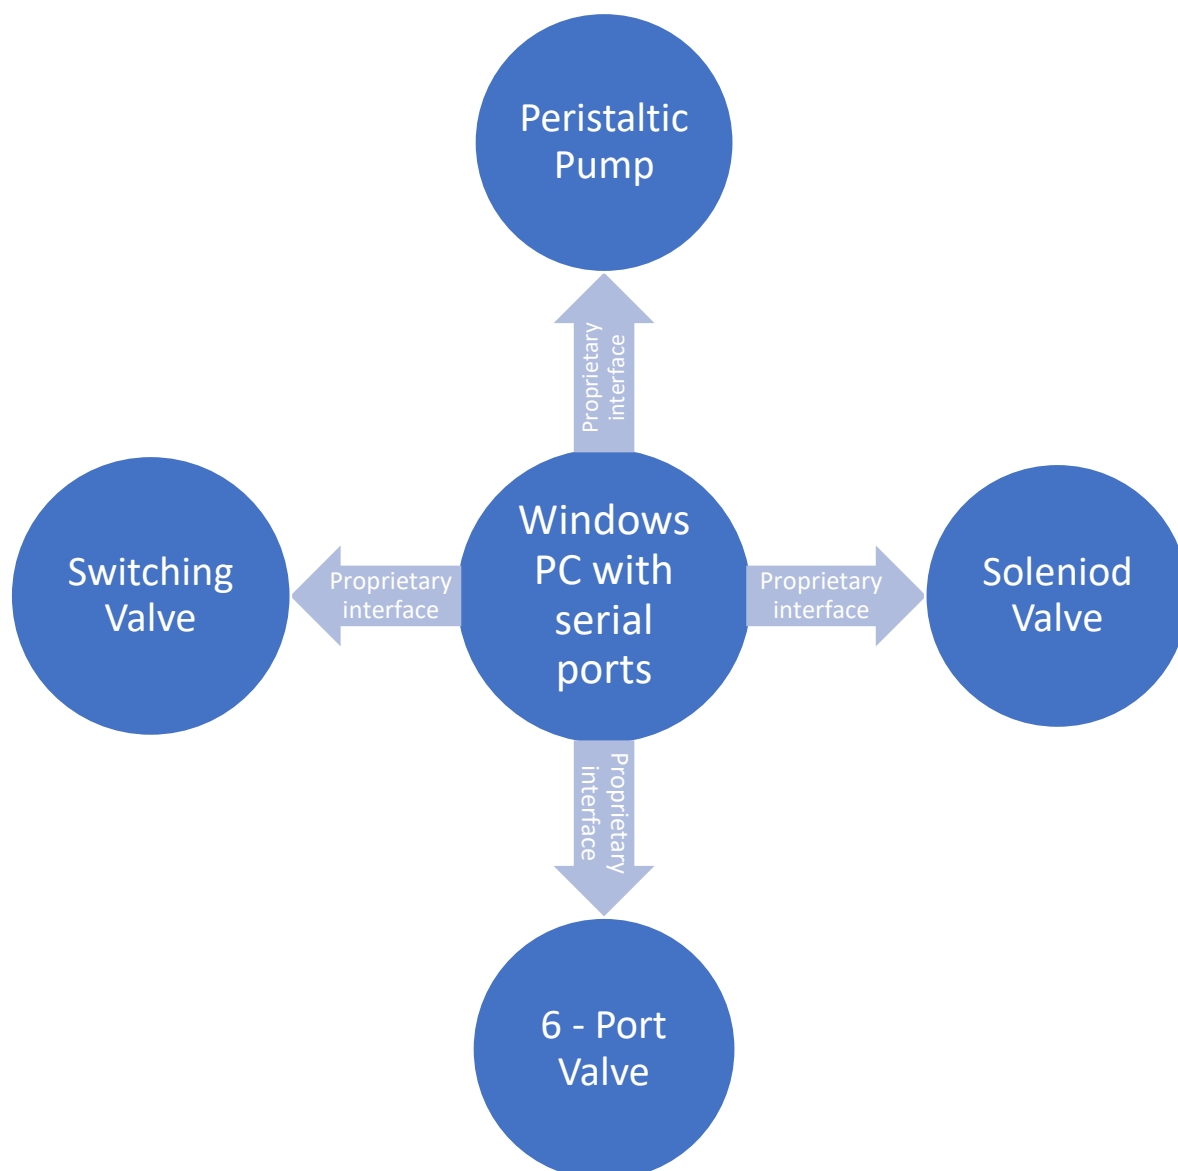 Peristaltic
Pump
Proprietary
interface
Switching
Valve
Proprietary
interface
Windows
PC with
serial
ports
Proprietary
interface
Soleniod
Valve
Proprietary
interface
6 - Port
Valve